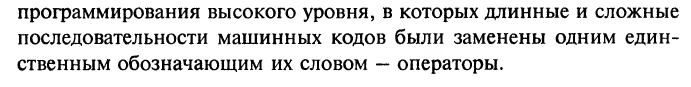 программирования высокого уровня, в которых длинные и сложные
последовательности машинных кодов были заменены одним един-
ственным обозначающим их словом – операторы.